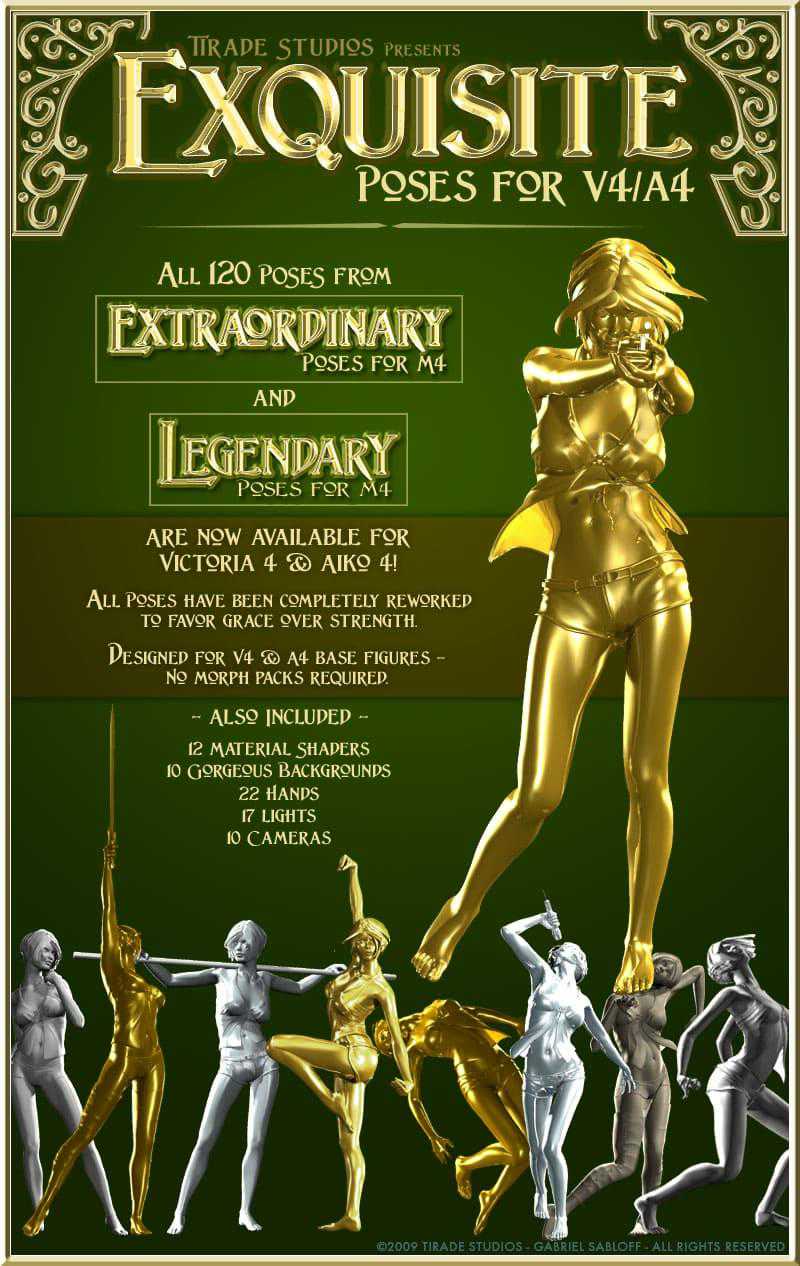 Tirade Studios Presents
Exquisite
Poses for V4/A4
All 120 Poses from
Extraordinary
Poses for M4
and
Legendary
Poses for M4
are now available for
Victoria 4 & Aiko 4!
All Poses have been completely reworked
to favor grace over strength.
Designed for V4 & A4 base figures –
No morph packs required.
~ Also Included ~
12 Material Shaders
10 Gorgeous Backgrounds
22 Hands
17 Lights
10 Cameras
©2009 TIRADE STUDIOS - GABRIEL SABLOFF - ALL RIGHTS RESERVED